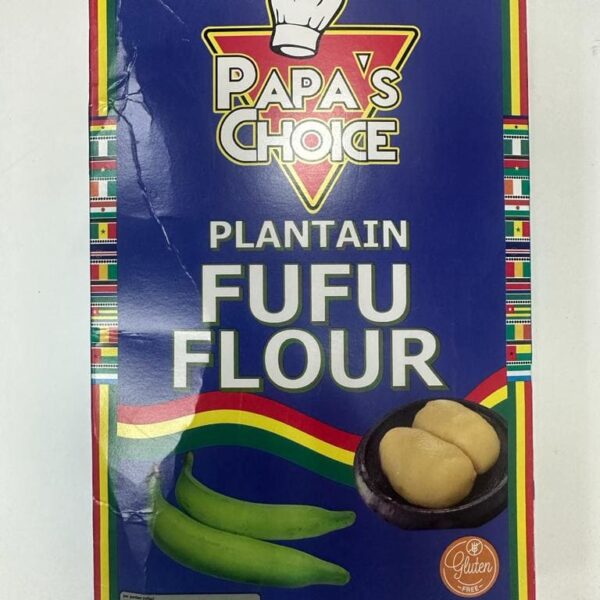 PAPA'S
CHOICE
PLANTAIN
FUFU
FLOUR
Gluten
FREE